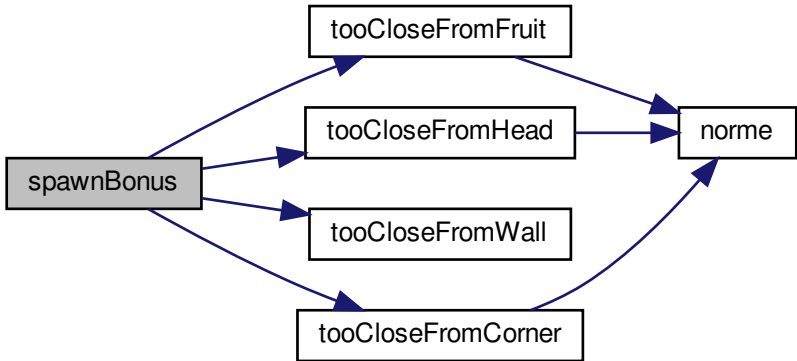 tooCloseFromFruit
tooCloseFromHead
norme
spawnBonus
tooCloseFromWall
tooCloseFromCorner